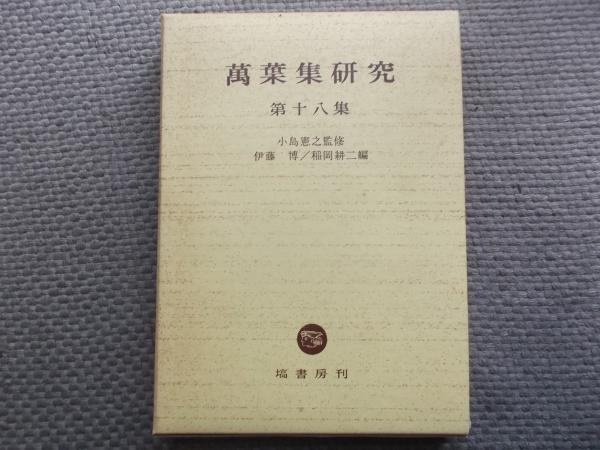 萬葉集研究
第十八集
小島憲之監修
伊藤　博／稲岡耕二編
塙書房刊